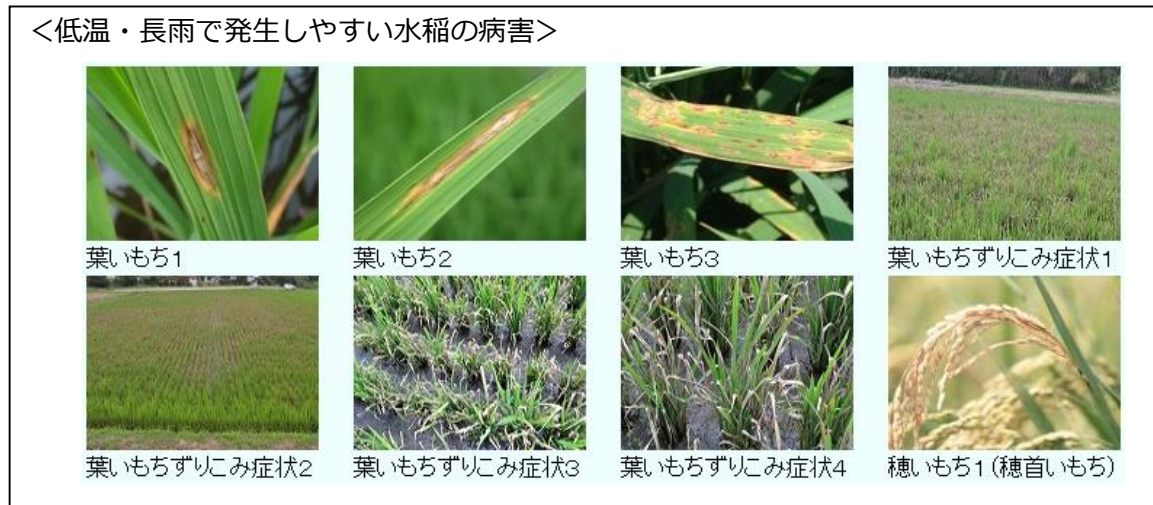 ＜低温・長雨で発生しやすい水稲の病害＞
葉いもち1
葉いもち2
葉いもち3
葉いもちずりこみ症状1
葉いもちずりこみ症状2
葉いもちずりこみ症状3
葉いもちずりこみ症状4
穂いもち1(穂首いもち)